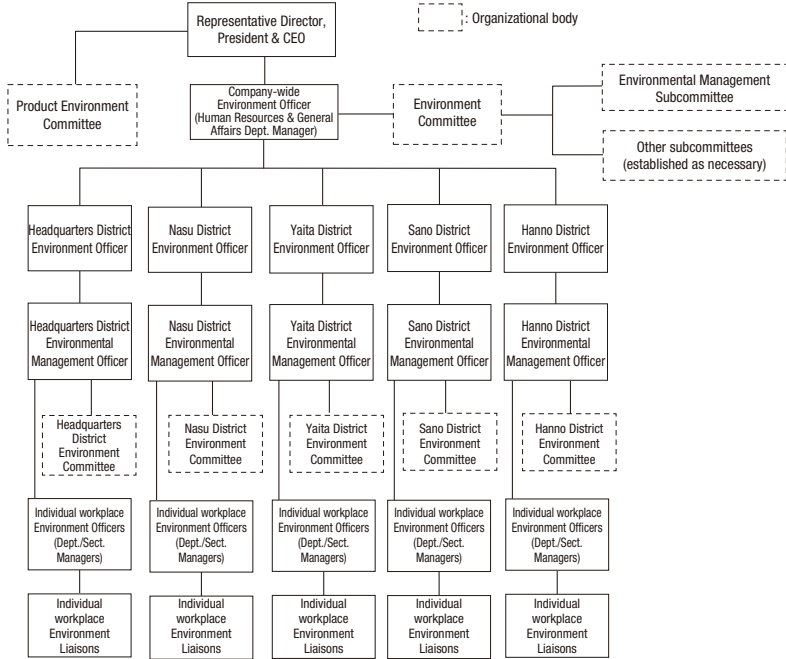 Representative Director,
President & CEO
: Organizational body
Product Environment
Committee
Company-wide
Environment Officer
(Human Resources & General
Affairs Dept. Manager)
Environment
Committee
Environmental Management
Subcommittee
Other subcommittees
(established as necessary)
Headquarters District
Environment Officer
Nasu District
Environment Officer
Yaita District
Environment Officer
Sano District
Environment Officer
Hanno District
Environment Officer
Headquarters District
Environmental
Management Officer
Nasu District
Environmental
Management Officer
Yaita District
Environmental
Management Officer
Sano District
Environmental
Management Officer
Hanno District
Environmental
Management Officer
Headquarters
District
Environment
Committee
Nasu District
Environment
Committee
Yaita District
Environment
Committee
Sano District
Environment
Committee
Hanno District
Environment
Committee
Individual workplace
Environment Officers
(Dept./Sect.
Managers)
Individual workplace
Environment Officers
(Dept./Sect.
Managers)
Individual workplace
Environment Officers
(Dept./Sect.
Managers)
Individual workplace
Environment Officers
(Dept./Sect.
Managers)
Individual workplace
Environment Officers
(Dept./Sect.
Managers)
Individual
workplace
Environment
Liaisons
Individual
workplace
Environment
Liaisons
Individual
workplace
Environment
Liaisons
Individual
workplace
Environment
Liaisons
Individual
workplace
Environment
Liaisons